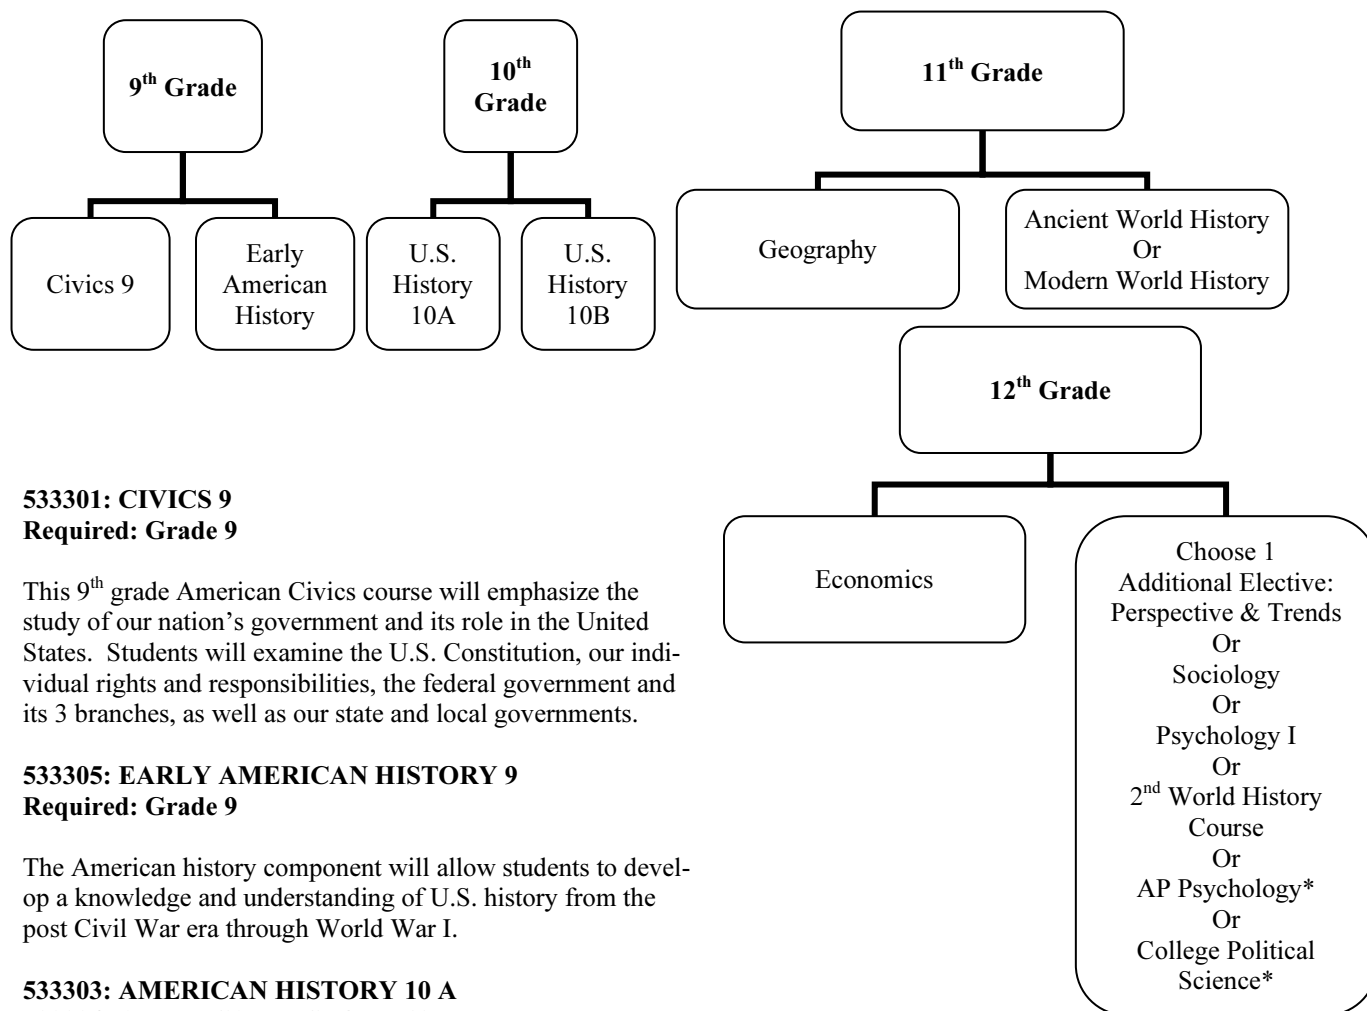 9th Grade
10th
Grade
11th Grade
Civics 9
Early
American
History
U.S.
History
10A
U.S.
History
10B
Geography
Ancient World History
Or
Modern World History
12th Grade
Economics
Choose 1
Additional Elective:
Perspective & Trends
Or
Sociology
Or
Psychology I
Or
2nd World History
Course
Or
AP Psychology*
Or
College Political
Science*
533301: CIVICS 9
Required: Grade 9
This 9th grade American Civics course will emphasize the
study of our nation’s government and its role in the United
States.  Students will examine the U.S. Constitution, our indi-
vidual rights and responsibilities, the federal government and
its 3 branches, as well as our state and local governments.
533305: EARLY AMERICAN HISTORY 9
Required: Grade 9
The American history component will allow students to devel-
op a knowledge and understanding of U.S. history from the
post Civil War era through World War I.
533303: AMERICAN HISTORY 10 A